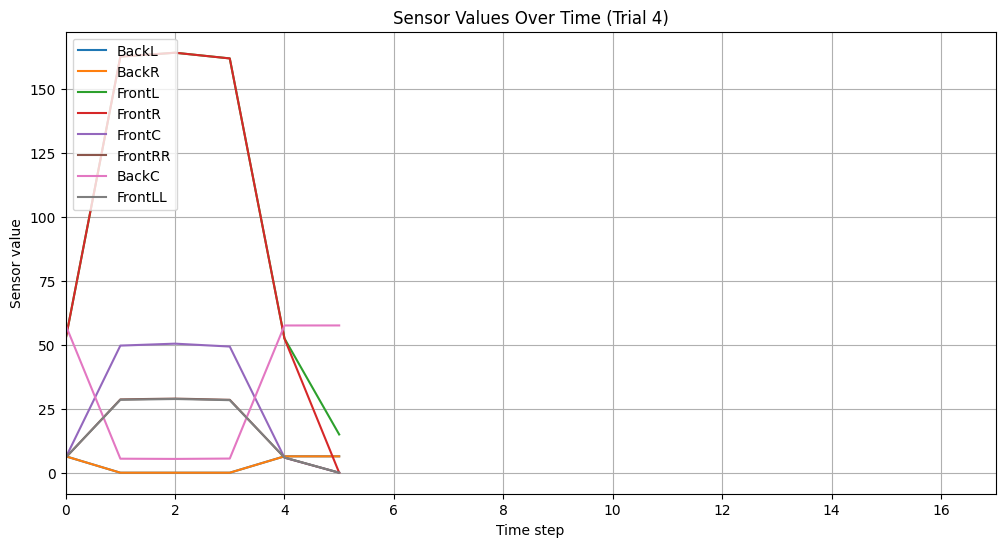 Sensor Values Over Time (Trial 4)
BackL
BackR
FrontL
FrontR
FrontC
FrontRR
BackC
FrontLL
Sensor value
150
125
100
75
50
25
0
0 2 4 6 8 10 12 14 16
Time step